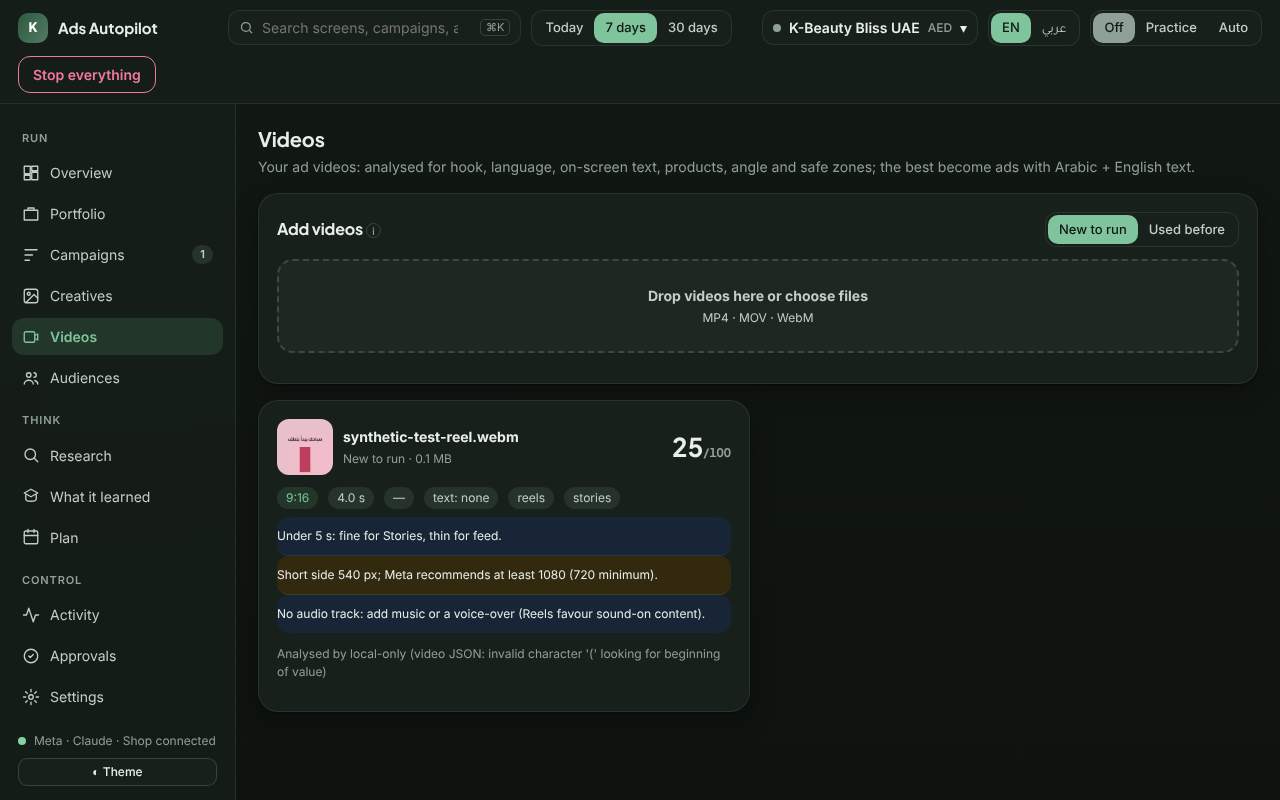 K Ads Autopilot
Search screens, campaigns, a ⌘K
Today 7 days 30 days
K-Beauty Bliss UAE AED ▾
EN عربي
Off Practice Auto
Stop everything
RUN
Overview
Portfolio
Campaigns 1
Creatives
Videos
Audiences
THINK
Research
What it learned
Plan
CONTROL
Activity
Approvals
Settings
Meta · Claude · Shop connected
Theme
Videos
Your ad videos: analysed for hook, language, on-screen text, products, angle and safe zones; the best become ads with Arabic + English text.
Add videos i
New to run Used before
Drop videos here or choose files
MP4 · MOV · WebM
synthetic-test-reel.webm
New to run · 0.1 MB
25/100
9:16 4.0 s — text: none reels stories
Under 5 s: fine for Stories, thin for feed.
Short side 540 px; Meta recommends at least 1080 (720 minimum).
No audio track: add music or a voice-over (Reels favour sound-on content).
Analysed by local-only (video JSON: invalid character '(' looking for beginning
of value)